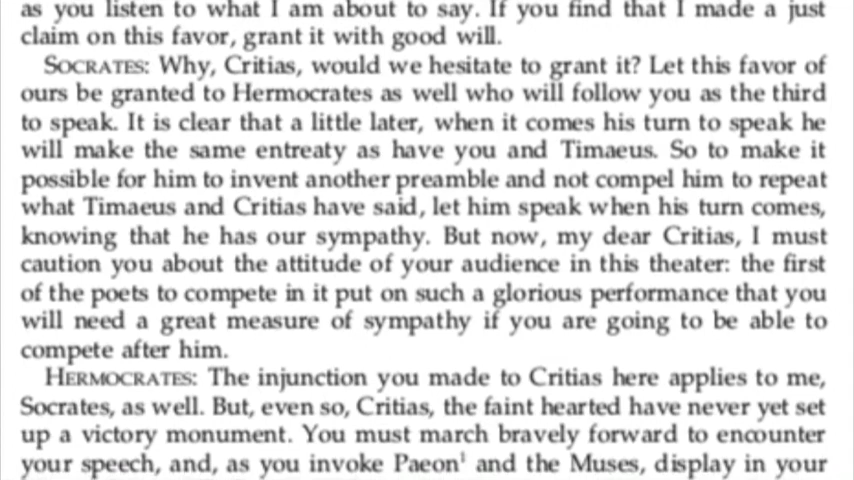 as you listen to what I am about to say. If you find that I made a just
claim on this favor, grant it with good will.
SOCRATES: Why, Critias, would we hesitate to grant it? Let this favor of
ours be granted to Hermocrates as well who will follow you as the third
to speak. It is clear that a little later, when it comes his turn to speak he
will make the same entreaty as have you and Timaeus. So to make it
possible for him to invent another preamble and not compel him to repeat
what Timaeus and Critias have said, let him speak when his turn comes,
knowing that he has our sympathy. But now, my dear Critias, I must
caution you about the attitude of your audience in this theater: the first
of the poets to compete in it put on such a glorious performance that you
will need a great measure of sympathy if you are going to be able to
compete after him.
HERMOCRATES: The injunction you made to Critias here applies to me,
Socrates, as well. But, even so, Critias, the faint hearted have never yet set
up a victory monument. You must march bravely forward to encounter
your speech, and, as you invoke Paeon¹ and the Muses, display in your